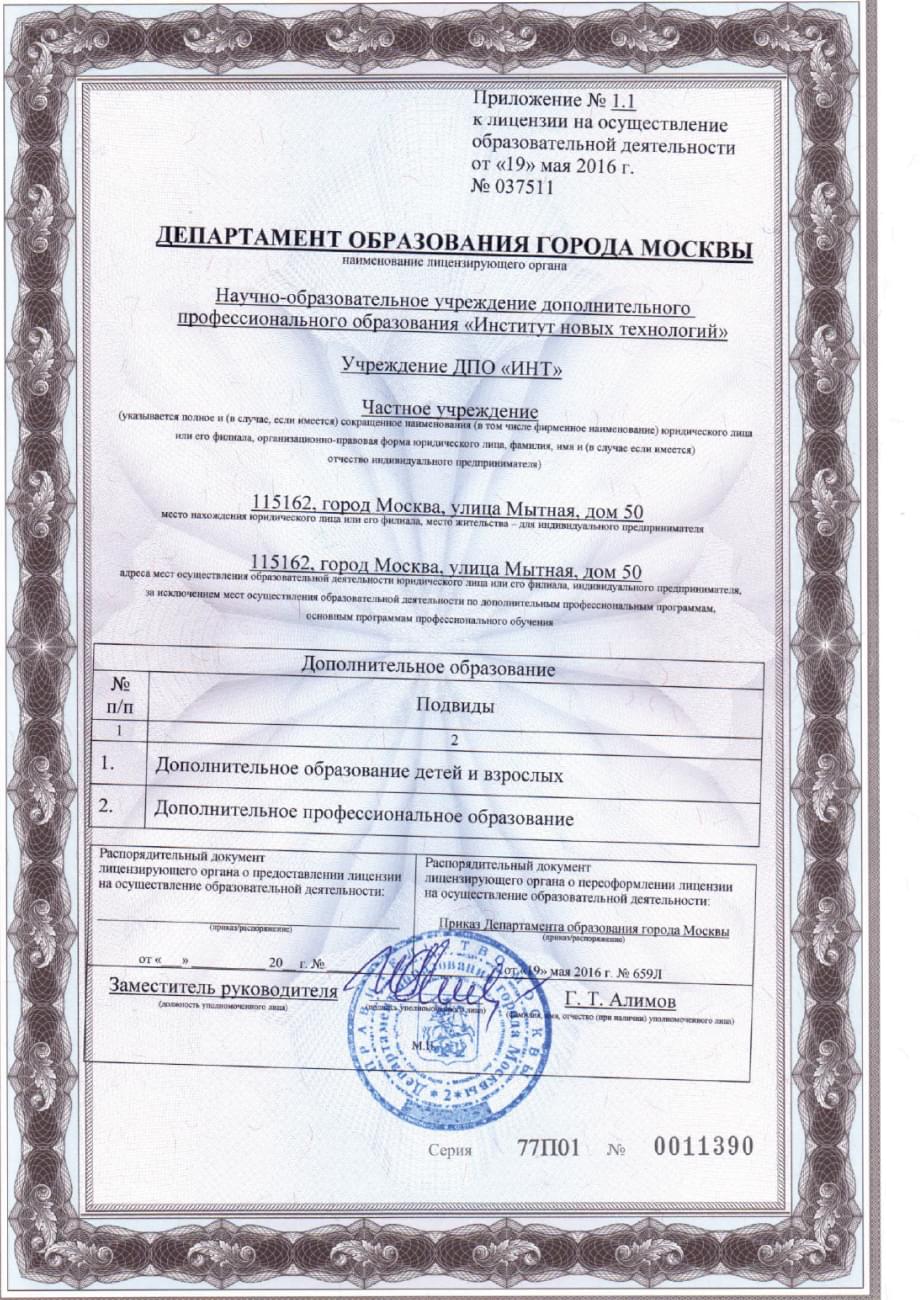 Приложение № 1.1
к лицензии на осуществление
образовательной деятельности
от «19» мая 2016 г.
№ 037511
ДЕПАРТАМЕНТ ОБРАЗОВАНИЯ ГОРОДА МОСКВЫ
наименование лицензирующего органа
Научно-образовательное учреждение дополнительного
профессионального образования «Институт новых технологий»
Учреждение ДПО «ИНТ»
Частное учреждение
(указывается полное и (в случае, если имеется) сокращенное наименования (в том числе фирменное наименование) юридического лица
или его филиала, организационно-правовая форма юридического лица, фамилия, имя и (в случае если имеется)
отчество индивидуального предпринимателя)
115162, город Москва, улица Мытная, дом 50
место нахождения юридического лица или его филиала, место жительства – для индивидуального предпринимателя
115162, город Москва, улица Мытная, дом 50
адреса мест осуществления образовательной деятельности юридического лица или его филиала, индивидуального предпринимателя,
за исключением мест осуществления образовательной деятельности по дополнительным профессиональным программам,
основным программам профессионального обучения
Дополнительное образование
№
п/п
Подвиды
1
2
1. Дополнительное образование детей и взрослых
2. Дополнительное профессиональное образование
Распорядительный документ
лицензирующего органа о предоставлении лицензии
на осуществление образовательной деятельности:
(приказ/распоряжение)
от «___» ___________ 20__ г. №
Распорядительный документ
лицензирующего органа о переоформлении лицензии
на осуществление образовательной деятельности:
Приказ Департамента образования города Москвы
(приказ/распоряжение)
от «19» мая 2016 г. № 659Л
Заместитель руководителя
(должность уполномоченного лица)
(подпись уполномоченного лица)
Г. Т. Алимов
(фамилия, имя, отчество (при наличии) уполномоченного лица)
М.П.
ПРАВИТЕЛЬСТВО МОСКВЫ
Департамент образования города Москвы
* 2 *
Серия 77П01 № 0011390